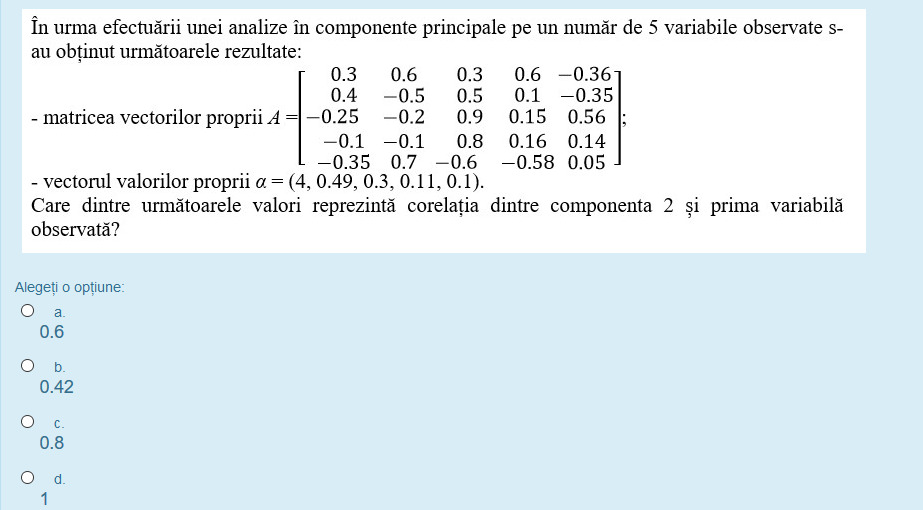 În urma efectuării unei analize în componente principale pe un număr de 5 variabile observate s-
au obținut următoarele rezultate:
0.3 0.6 0.3 0.6 −0.36
0.4 −0.5 0.5 0.1 −0.35
- matricea vectorilor proprii A = −0.25 −0.2 0.9 0.15 0.56 ;
−0.1 −0.1 0.8 0.16 0.14
−0.35 0.7 −0.6 −0.58 0.05
- vectorul valorilor proprii α = (4, 0.49, 0.3, 0.11, 0.1).
Care dintre următoarele valori reprezintă corelația dintre componenta 2 și prima variabilă
observată?
Alegeți o opțiune:
a.
0.6
b.
0.42
c.
0.8
d.
1